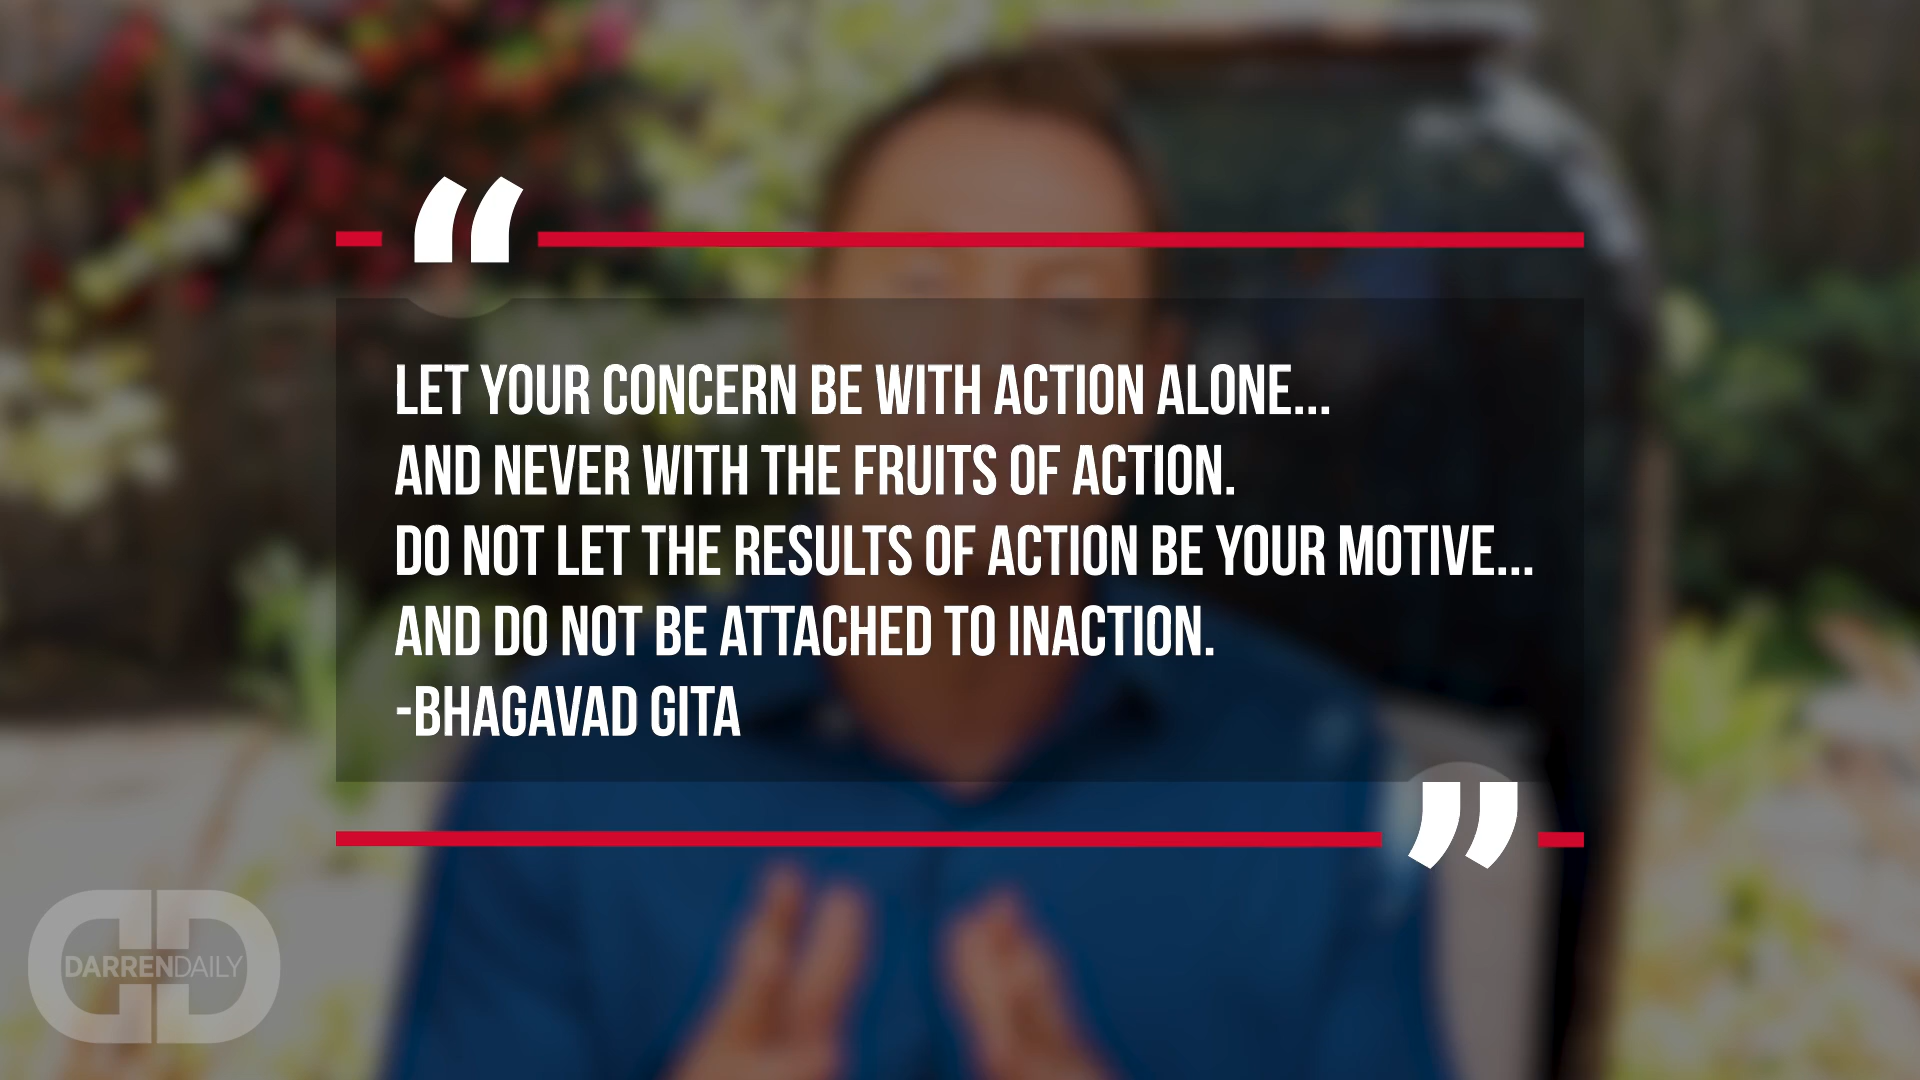 LET YOUR CONCERN BE WITH ACTION ALONE...
AND NEVER WITH THE FRUITS OF ACTION.
DO NOT LET THE RESULTS OF ACTION BE YOUR MOTIVE...
AND DO NOT BE ATTACHED TO INACTION.
-BHAGAVAD GITA
DARRENDAILY